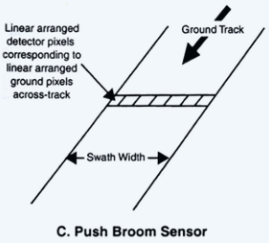 Linear arranged
detector pixels
corresponding to
linear arranged
ground pixels
across-track
Ground Track
Swath Width
C. Push Broom Sensor